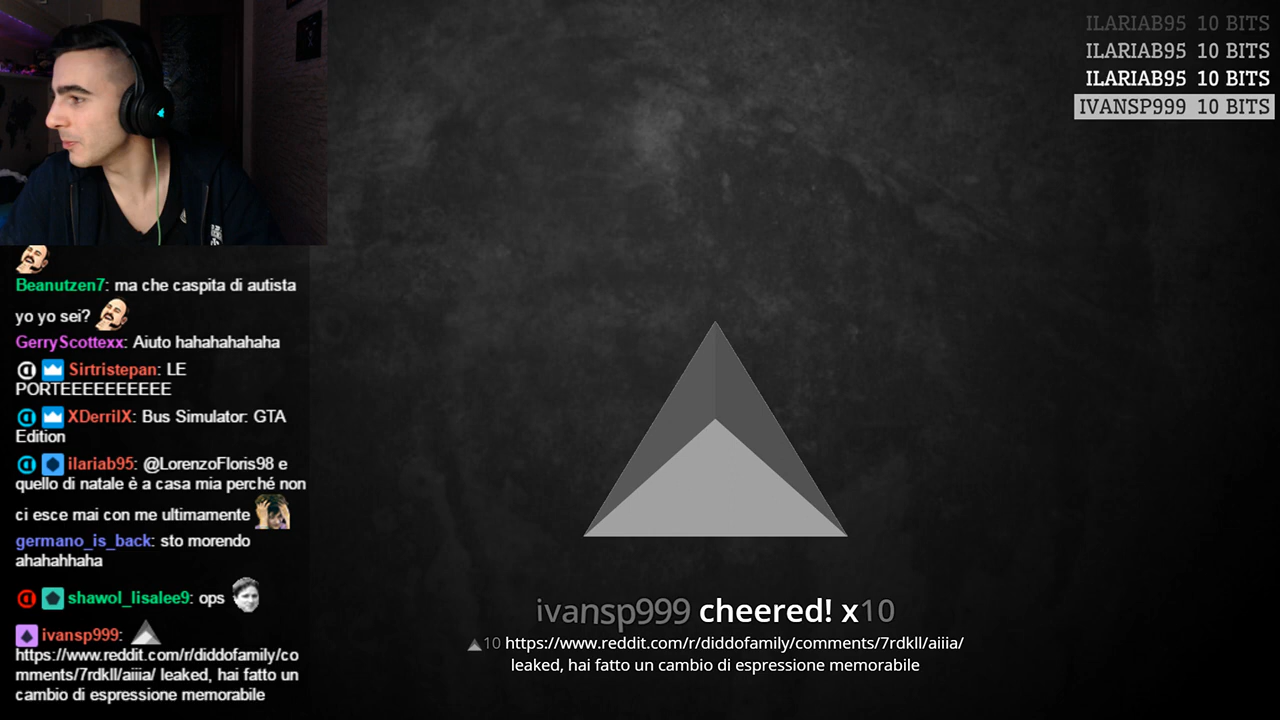 ILARIAB95 10 BITS
ILARIAB95 10 BITS
ILARIAB95 10 BITS
IVANSP999 10 BITS
Beanutzen7: ma che caspita di autista
yo yo sei?
GerryScottexx: Aiuto hahahahahaha
Sirtristepan: LE
PORTEEEEEEEEEE
XDerrilX: Bus Simulator: GTA
Edition
ilariab95: @LorenzoFloris98 e
quello di natale è a casa mia perché non
ci esce mai con me ultimamente
germano_is_back: sto morendo
ahahahhaha
shawol_lisalee9: ops
ivansp999:
https://www.reddit.com/r/diddofamily/co
mments/7rdkll/aiiia/ leaked, hai fatto un
cambio di espressione memorabile
ivansp999 cheered! x10
10 https://www.reddit.com/r/diddofamily/comments/7rdkll/aiiia/
leaked, hai fatto un cambio di espressione memorabile